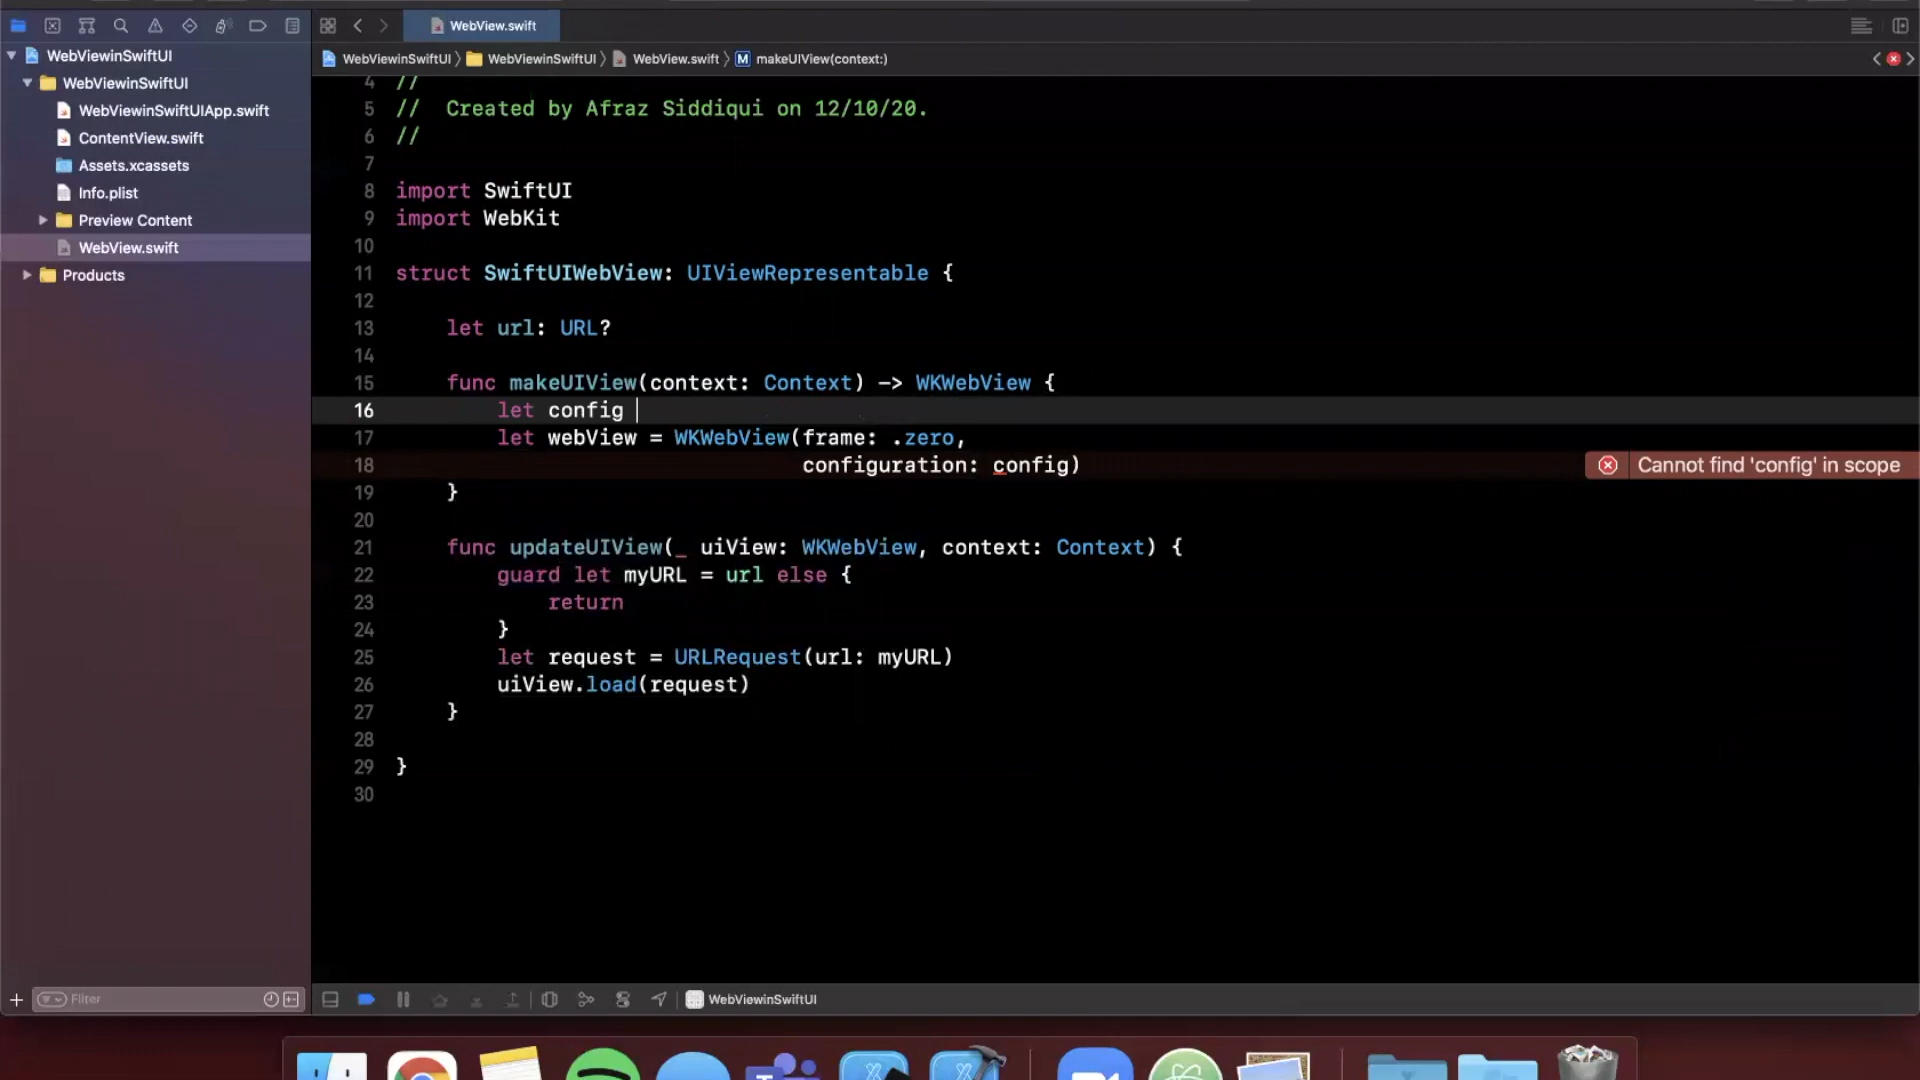 WebView.swift
WebViewinSwiftUI
WebViewinSwiftUI
WebViewinSwiftUIApp.swift
ContentView.swift
Assets.xcassets
Info.plist
Preview Content
WebView.swift
Products
WebViewinSwiftUI 〉 WebViewinSwiftUI 〉 WebView.swift 〉 M makeUIView(context:)
4 //
5 //  Created by Afraz Siddiqui on 12/10/20.
6 //
7
8 import SwiftUI
9 import WebKit
10
11 struct SwiftUIWebView: UIViewRepresentable {
12
13     let url: URL?
14
15     func makeUIView(context: Context) -> WKWebView {
16         let config
17         let webView = WKWebView(frame: .zero,
18                                 configuration: config) Cannot find 'config' in scope
19     }
20
21     func updateUIView(_ uiView: WKWebView, context: Context) {
22         guard let myURL = url else {
23             return
24         }
25         let request = URLRequest(url: myURL)
26         uiView.load(request)
27     }
28
29 }
30
Filter
WebViewinSwiftUI